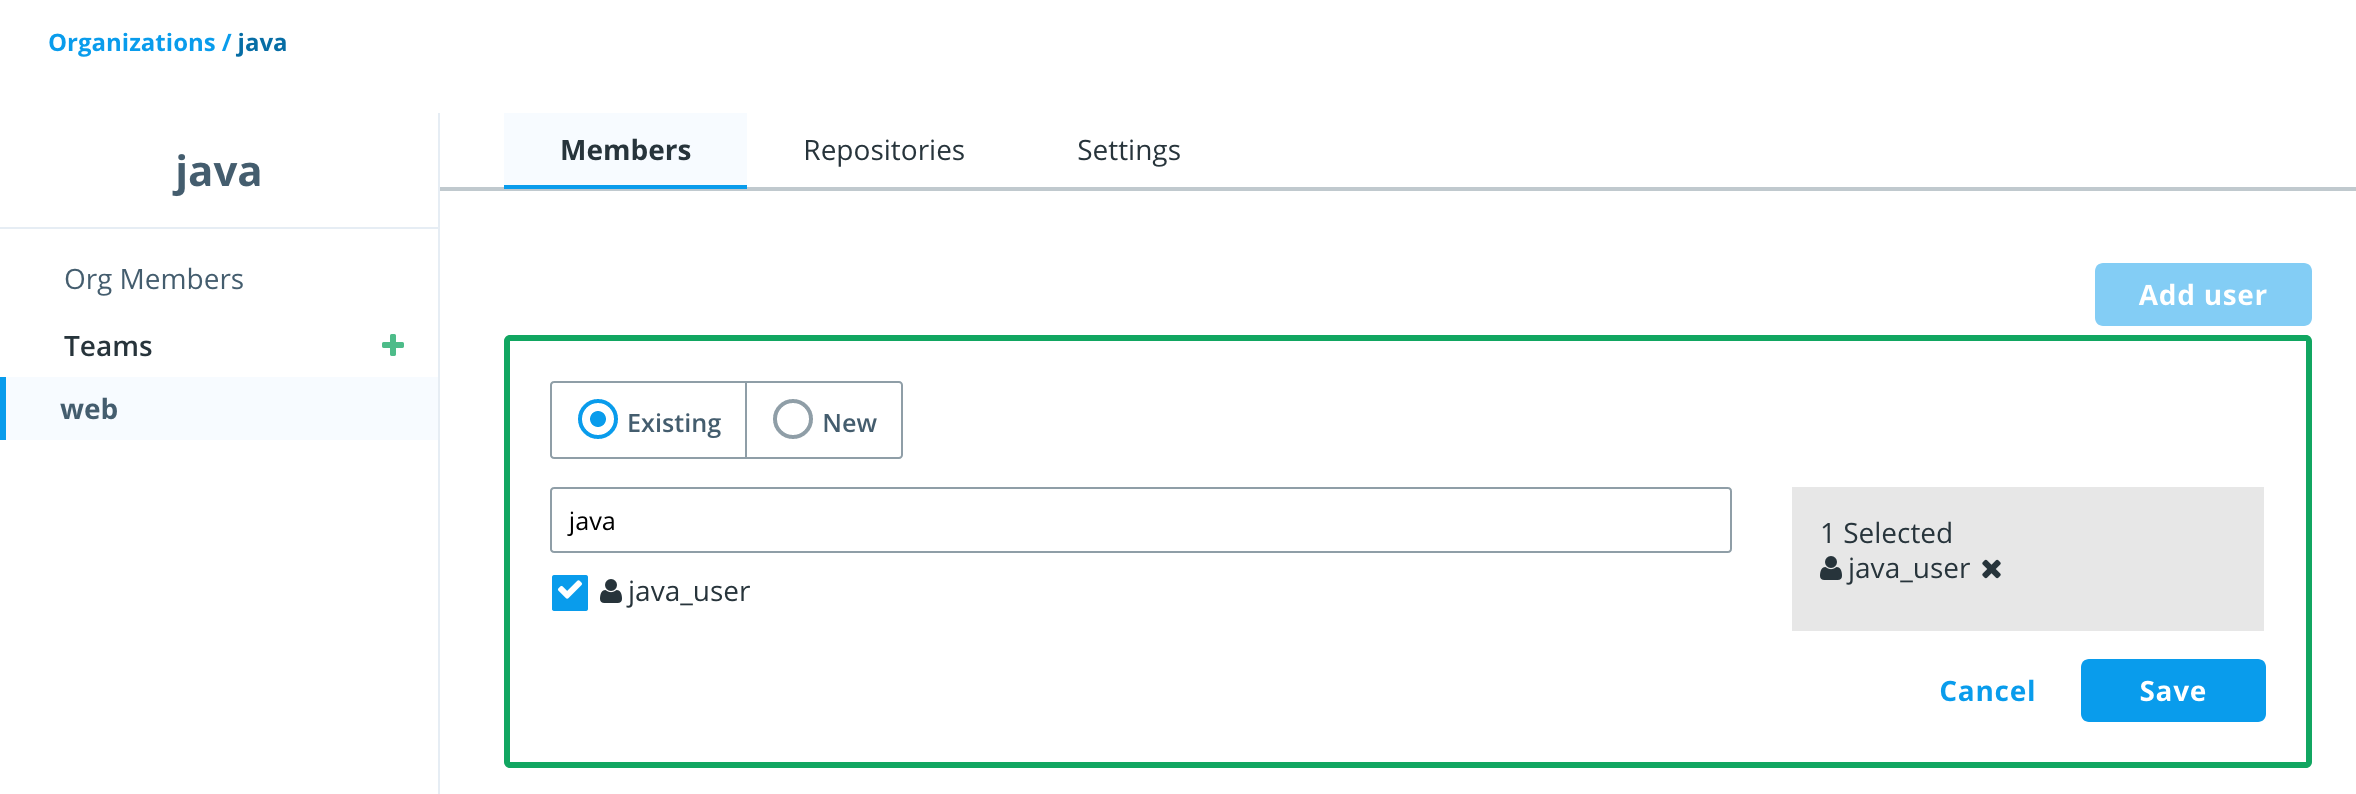 Organizations / java
java
Org Members
Teams
web
Members
Repositories
Settings
Add user
Existing
New
java
java_user
1 Selected
java_user
Cancel
Save